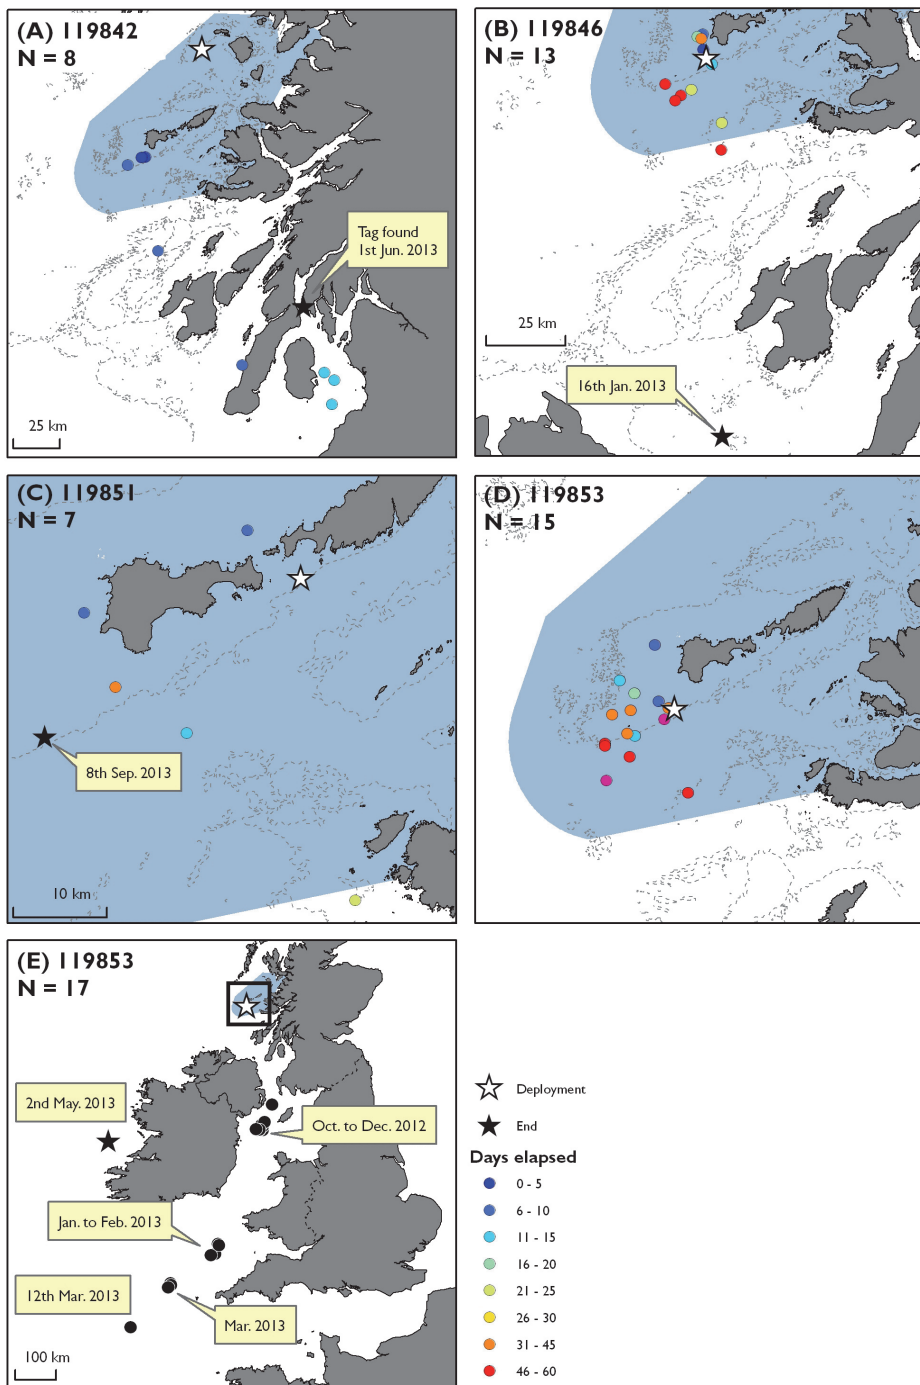 (A) 119842
N = 8
Tag found
1st Jun. 2013
25 km
(B) 119846
N = 13
25 km
16th Jan. 2013
(C) 119851
N = 7
8th Sep. 2013
10 km
(D) 119853
N = 15
(E) 119853
N = 17
2nd May. 2013
Oct. to Dec. 2012
Jan. to Feb. 2013
12th Mar. 2013
Mar. 2013
100 km
Deployment
End
Days elapsed
0 - 5
6 - 10
11 - 15
16 - 20
21 - 25
26 - 30
31 - 45
46 - 60